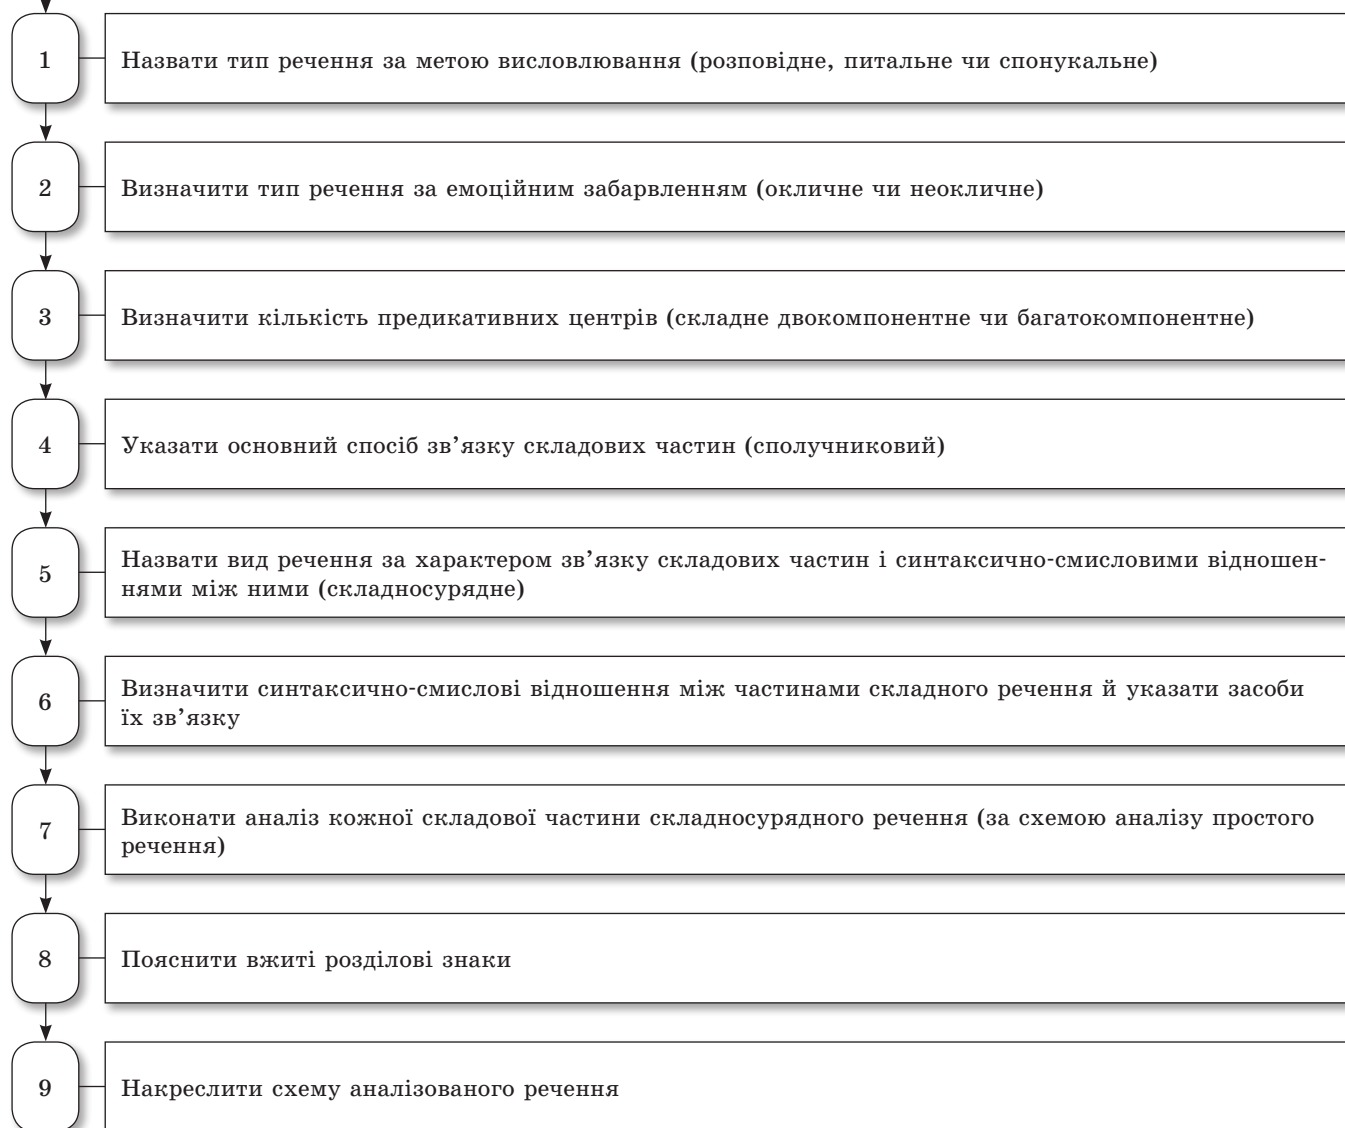 1
Назвати тип речення за метою висловлювання (розповідне, питальне чи спонукальне)
2
Визначити тип речення за емоційним забарвленням (окличне чи неокличне)
3
Визначити кількість предикативних центрів (складне двокомпонентне чи багатокомпонентне)
4
Указати основний спосіб зв’язку складових частин (сполучниковий)
5
Назвати вид речення за характером зв’язку складових частин і синтаксично-смисловими відношен-
нями між ними (складносурядне)
6
Визначити синтаксично-смислові відношення між частинами складного речення й указати засоби
їх зв’язку
7
Виконати аналіз кожної складової частини складносурядного речення (за схемою аналізу простого
речення)
8
Пояснити вжиті розділові знаки
9
Накреслити схему аналізованого речення